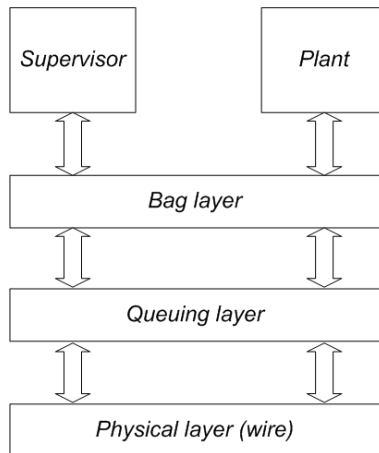 Supervisor
Plant
Bag layer
Queuing layer
Physical layer (wire)